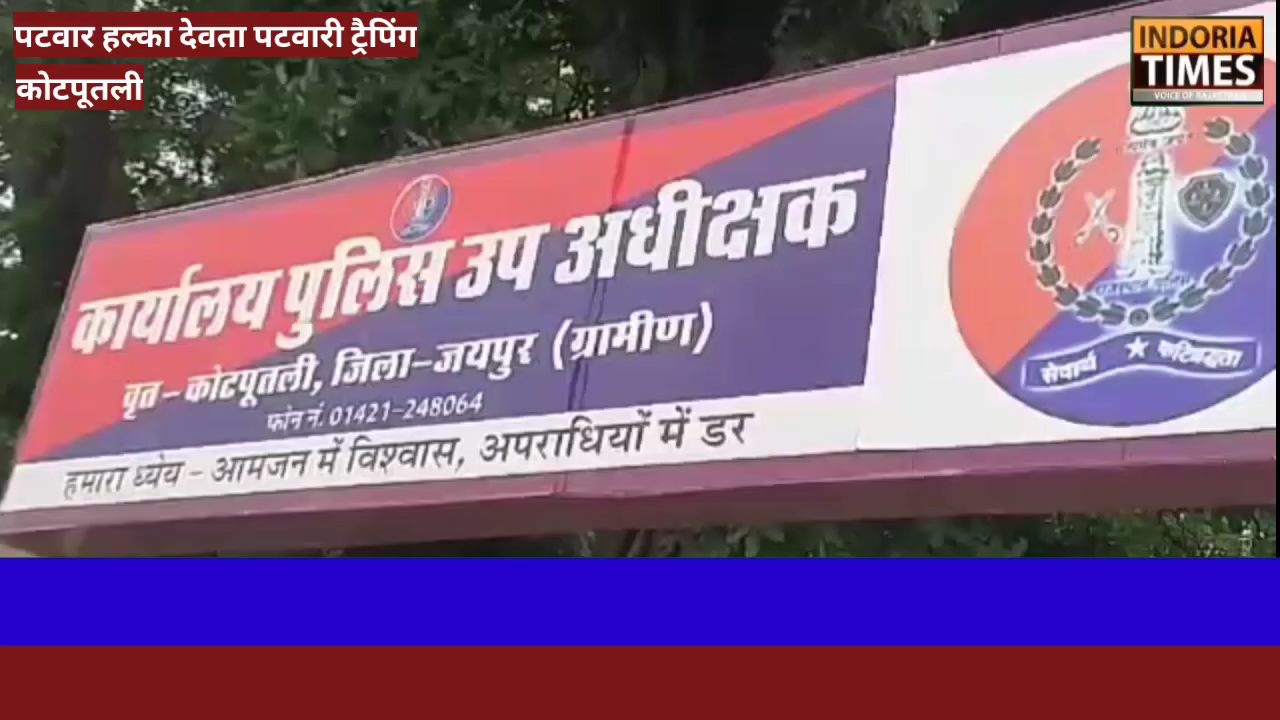 पटवार हल्का देवता पटवारी ट्रैपिंग
कोटपूतली
INDORIA
TIMES
कार्यालय पुलिस उप अधीक्षक
वृत-कोटपूतली, जिला-जयपुर (ग्रामीण)
फोन नं. 01421-248064
हमारा ध्येय - आमजन में विश्वास, अपराधियों में डर
सेवार्थ कटिबद्धता